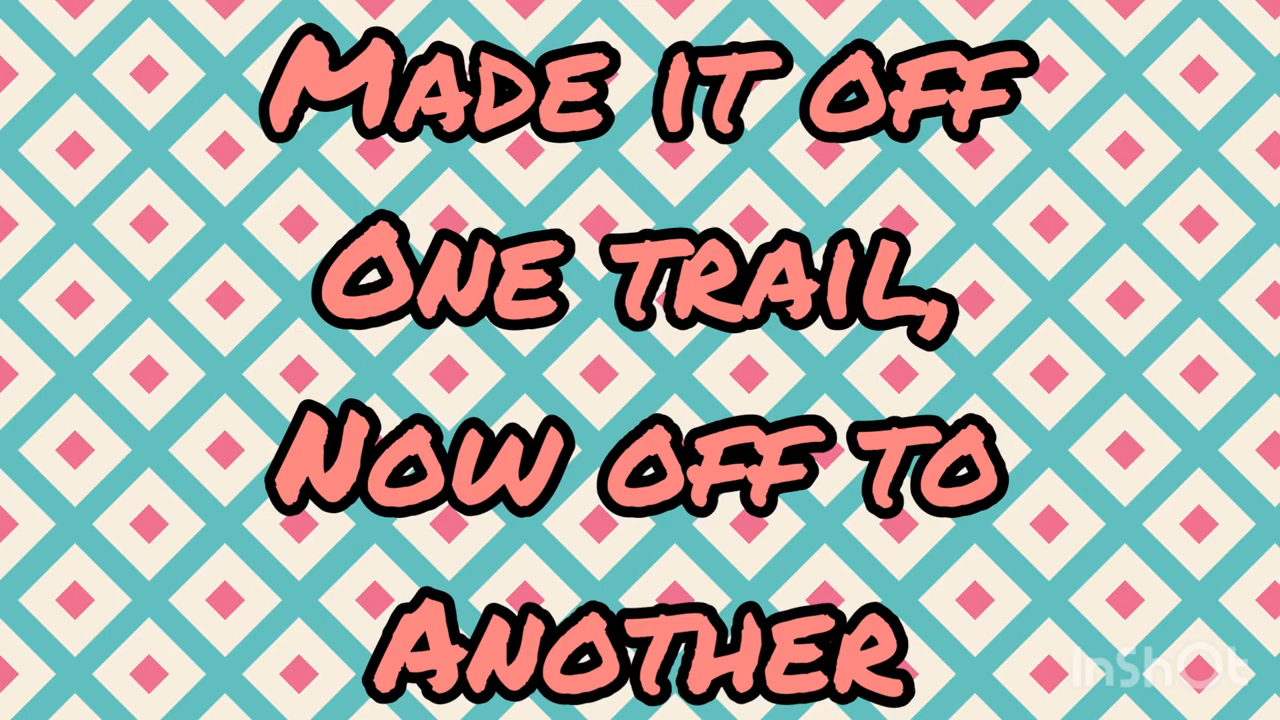 Made it off
One trail,
Now off to
Another
InShOt